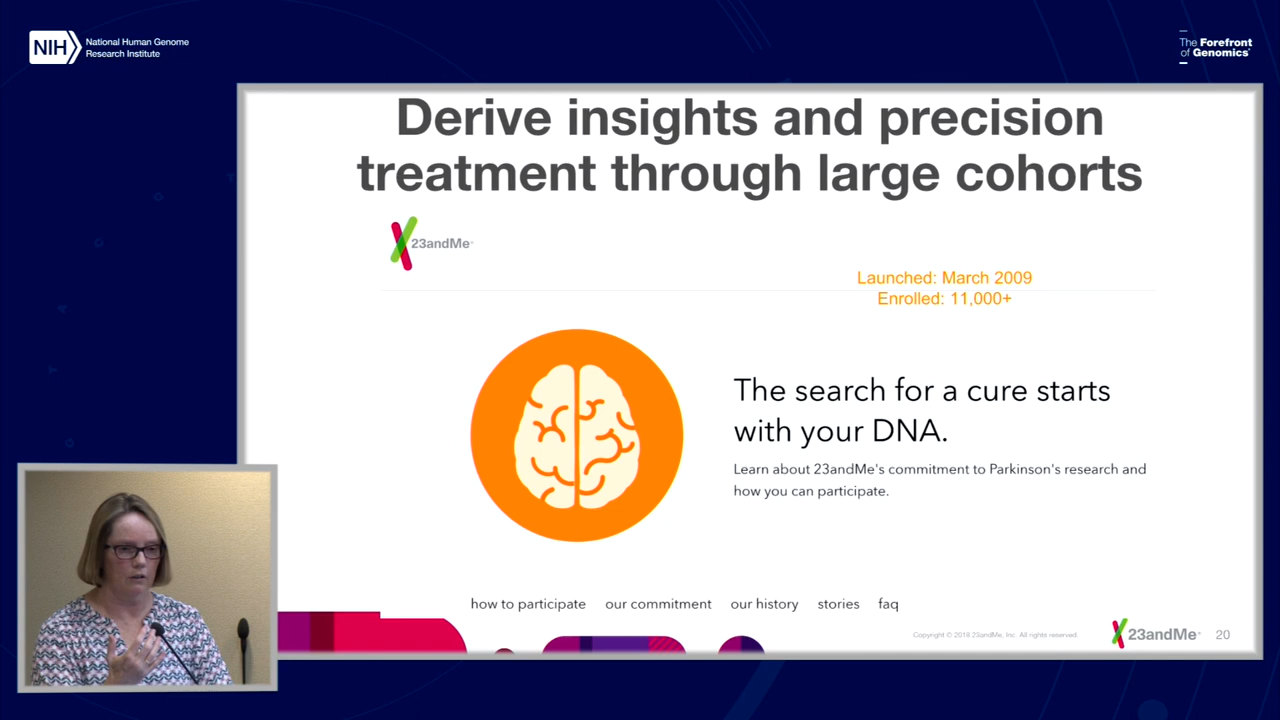 NIH
National Human Genome
Research Institute
The Forefront
of Genomics®
Derive insights and precision
treatment through large cohorts
23andMe®
Launched: March 2009
Enrolled: 11,000+
The search for a cure starts
with your DNA.
Learn about 23andMe's commitment to Parkinson's research and
how you can participate.
how to participate our commitment our history stories faq
Copyright © 2018 23andMe, Inc. All rights reserved.
23andMe® 20